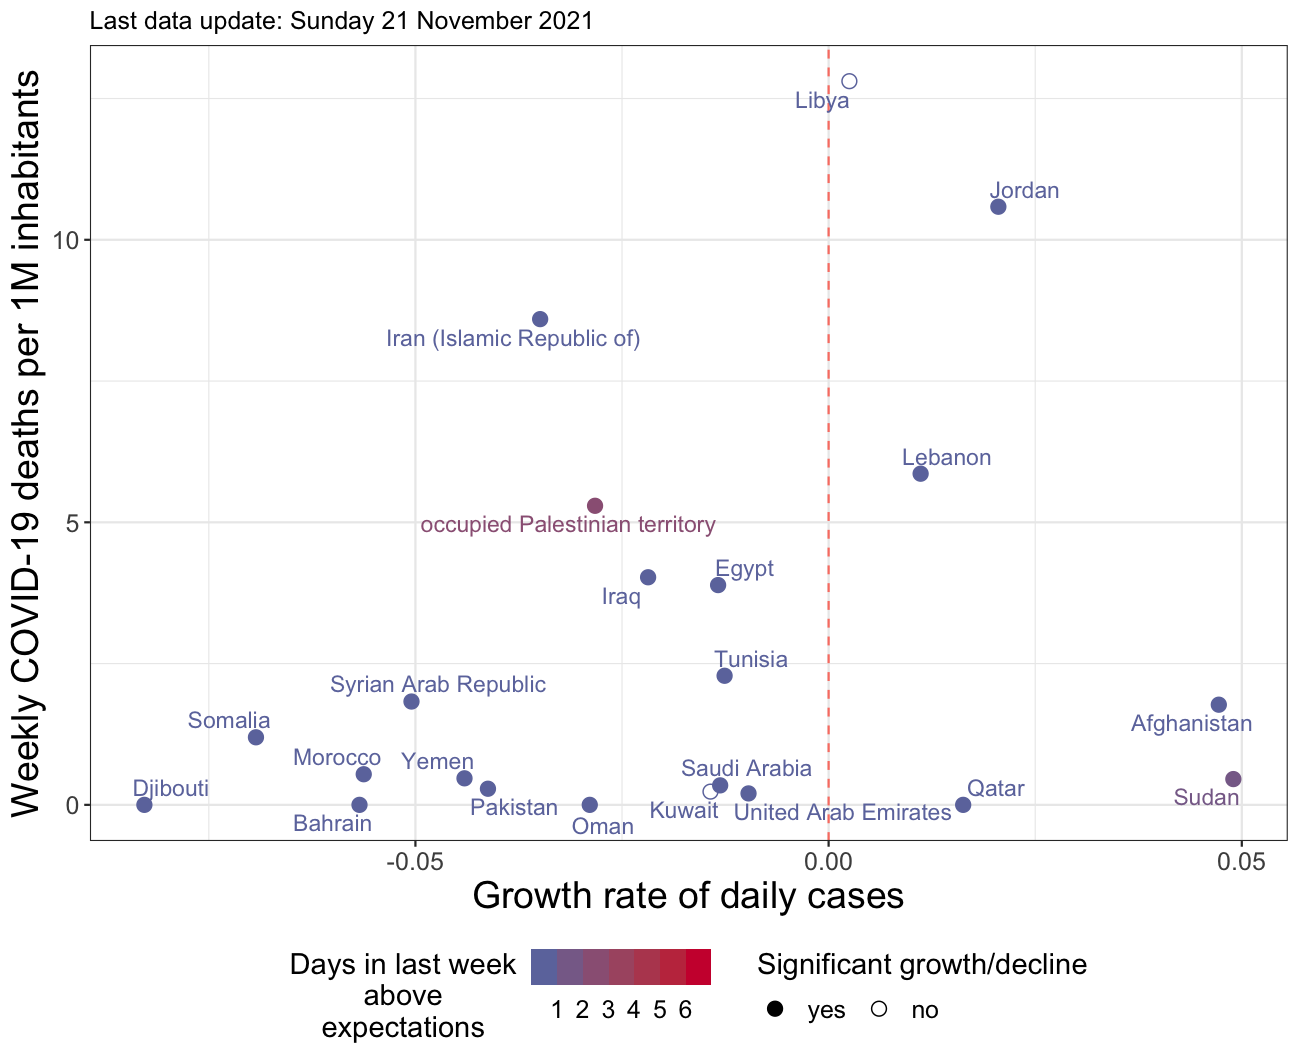 Last data update: Sunday 21 November 2021
Weekly COVID-19 deaths per 1M inhabitants
10
5
0
Libya
Jordan
Iran (Islamic Republic of)
Lebanon
occupied Palestinian territory
Egypt
Iraq
Tunisia
Syrian Arab Republic
Somalia
Afghanistan
Morocco
Yemen
Saudi Arabia
Djibouti
Qatar
Sudan
Pakistan
Kuwait
United Arab Emirates
Bahrain
Oman
-0.05
0.00
0.05
Growth rate of daily cases
Days in last week
above
expectations
1 2 3 4 5 6
Significant growth/decline
yes
no